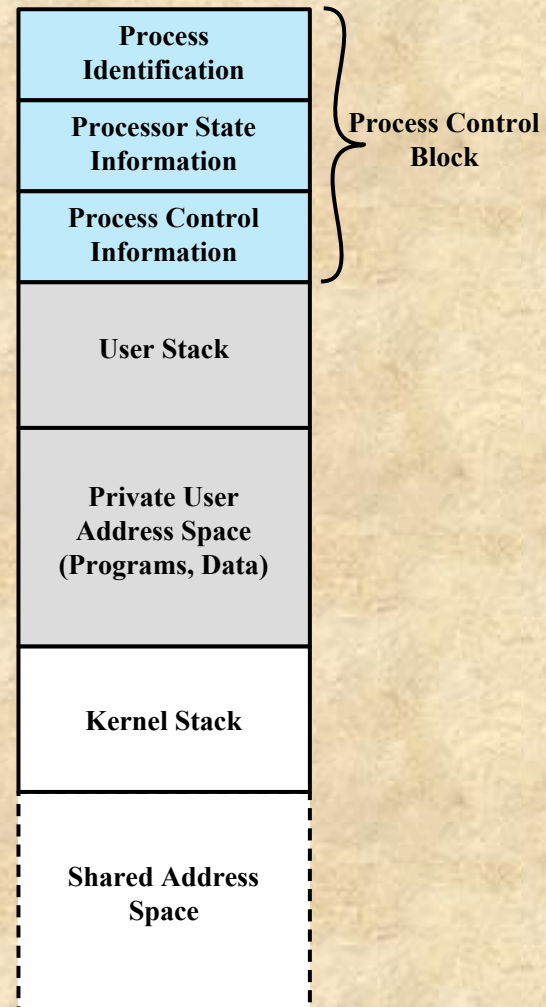 Process
Identification
Processor State
Information
Process Control
Information
Process Control
Block
User Stack
Private User
Address Space
(Programs, Data)
Kernel Stack
Shared Address
Space